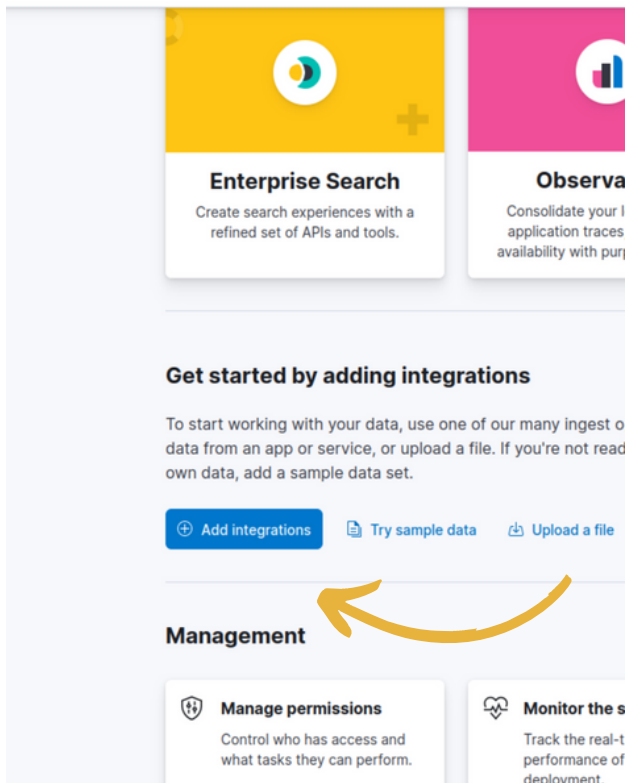 Enterprise Search
Create search experiences with a
refined set of APIs and tools.
Observa
Consolidate your l
application traces
availability with purp
Get started by adding integrations
To start working with your data, use one of our many ingest o
data from an app or service, or upload a file. If you're not read
own data, add a sample data set.
Add integrations
Try sample data
Upload a file
Management
Manage permissions
Control who has access and
what tasks they can perform.
Monitor the s
Track the real-t
performance of
deployment.